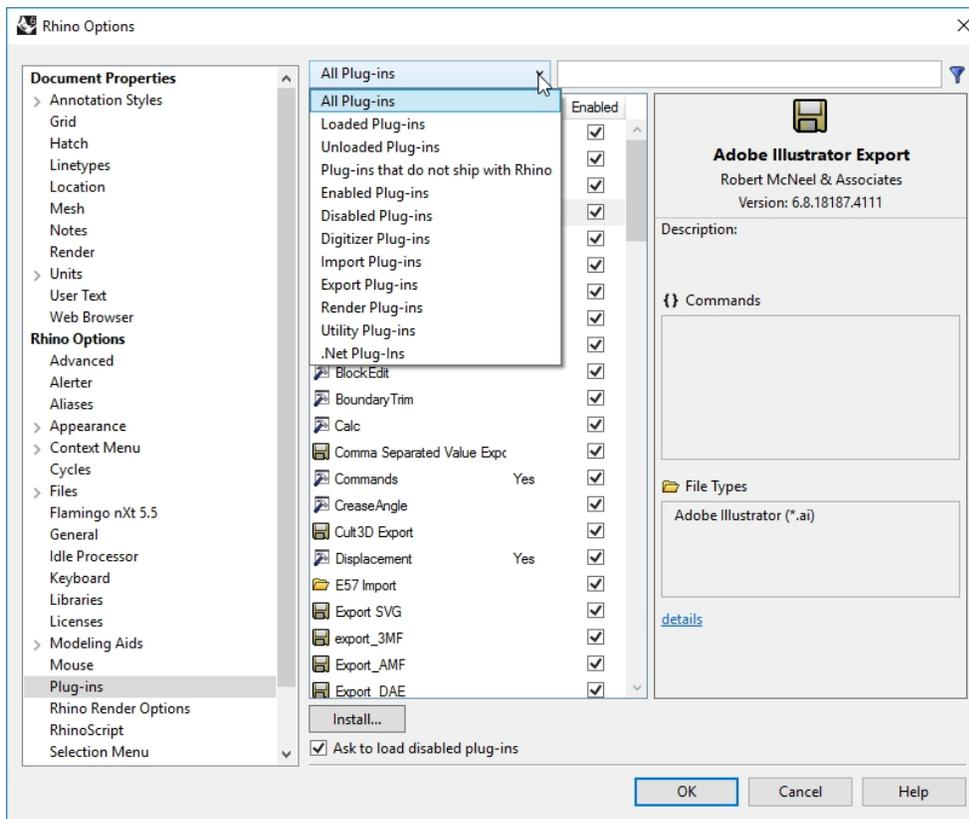 Rhino Options
Document Properties
Annotation Styles
Grid
Hatch
Linetypes
Location
Mesh
Notes
Render
Units
User Text
Web Browser
Rhino Options
Advanced
Alerter
Aliases
Appearance
Context Menu
Cycles
Files
Flamingo nXt 5.5
General
Idle Processor
Keyboard
Libraries
Licenses
Modeling Aids
Mouse
Plug-ins
Rhino Render Options
RhinoScript
Selection Menu
All Plug-ins
All Plug-ins
Loaded Plug-ins
Unloaded Plug-ins
Plug-ins that do not ship with Rhino
Enabled Plug-ins
Disabled Plug-ins
Digitizer Plug-ins
Import Plug-ins
Export Plug-ins
Render Plug-ins
Utility Plug-ins
.Net Plug-Ins
Enabled
BlockEdit
BoundaryTrim
Calc
Comma Separated Value Expc
Commands Yes
CreaseAngle
Cult3D Export
Displacement Yes
E57 Import
Export SVG
export_3MF
Export_AMF
Export_DAE
Install...
Ask to load disabled plug-ins
Adobe Illustrator Export
Robert McNeel & Associates
Version: 6.8.18187.4111
Description:
{} Commands
File Types
Adobe Illustrator (*.ai)
details
OK
Cancel
Help